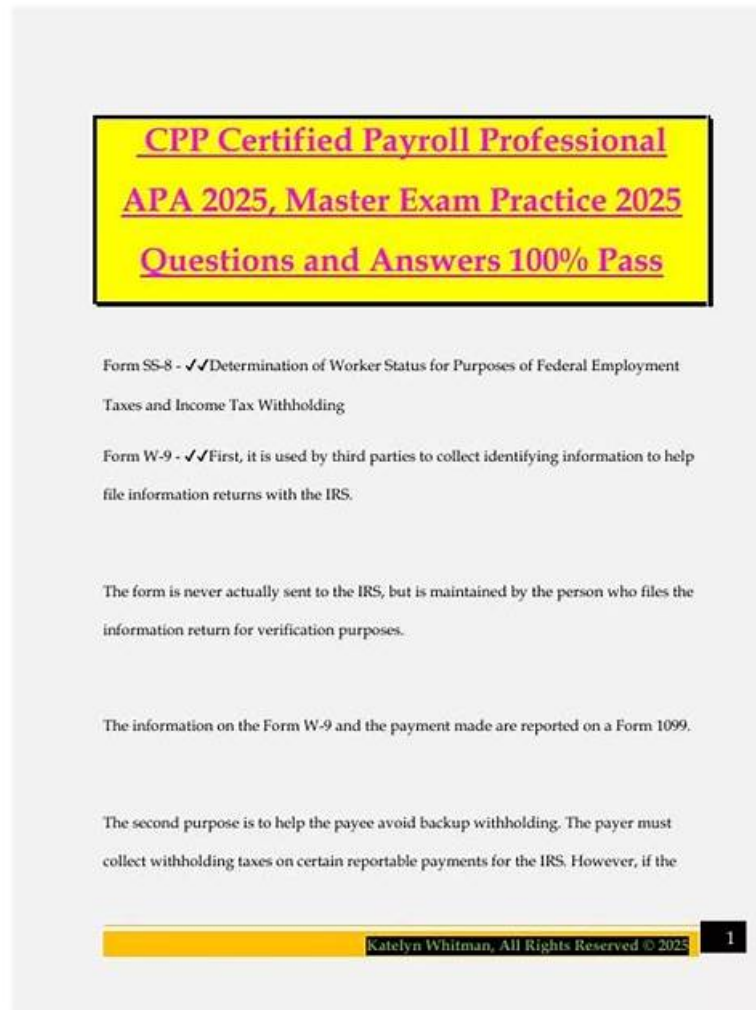 CPP Certified Payroll Professional
APA 2025, Master Exam Practice 2025
Questions and Answers 100% Pass
Form SS-8 - ✓✓Determination of Worker Status for Purposes of Federal Employment
Taxes and Income Tax Withholding
Form W-9 - ✓✓First, it is used by third parties to collect identifying information to help
file information returns with the IRS.
The form is never actually sent to the IRS, but is maintained by the person who files the
information return for verification purposes.
The information on the Form W-9 and the payment made are reported on a Form 1099.
The second purpose is to help the payee avoid backup withholding. The payer must
collect withholding taxes on certain reportable payments for the IRS. However, if the
Katelyn Whitman, All Rights Reserved © 2025
1